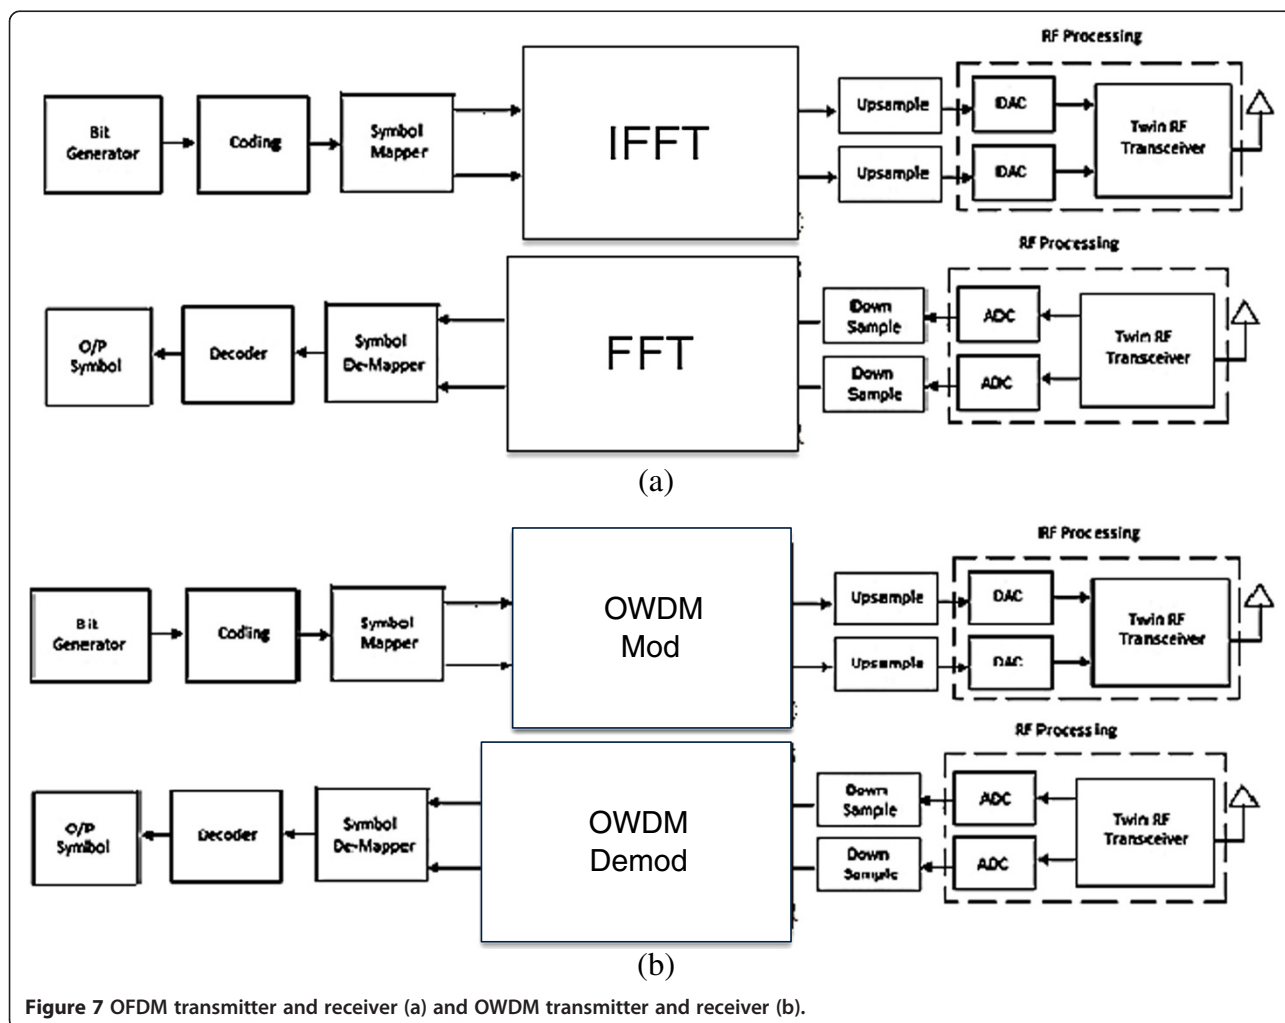 RF Processing
Bit
Generator
Coding
Symbol
Mapper
IFFT
Upsample
Upsample
DAC
DAC
Twin RF
Transceiver
RF Processing
O/P
Symbol
Decoder
Symbol
De-Mapper
FFT
Down
Sample
Down
Sample
ADC
ADC
Twin RF
Transceiver
(a)
RF Processing
Bit
Generator
Coding
Symbol
Mapper
OWDM
Mod
Upsample
Upsample
DAC
DAC
Twin RF
Transceiver
RF Processing
O/P
Symbol
Decoder
Symbol
De-Mapper
OWDM
Demod
Down
Sample
Down
Sample
ADC
ADC
Twin RF
Transceiver
(b)
Figure 7 OFDM transmitter and receiver (a) and OWDM transmitter and receiver (b).